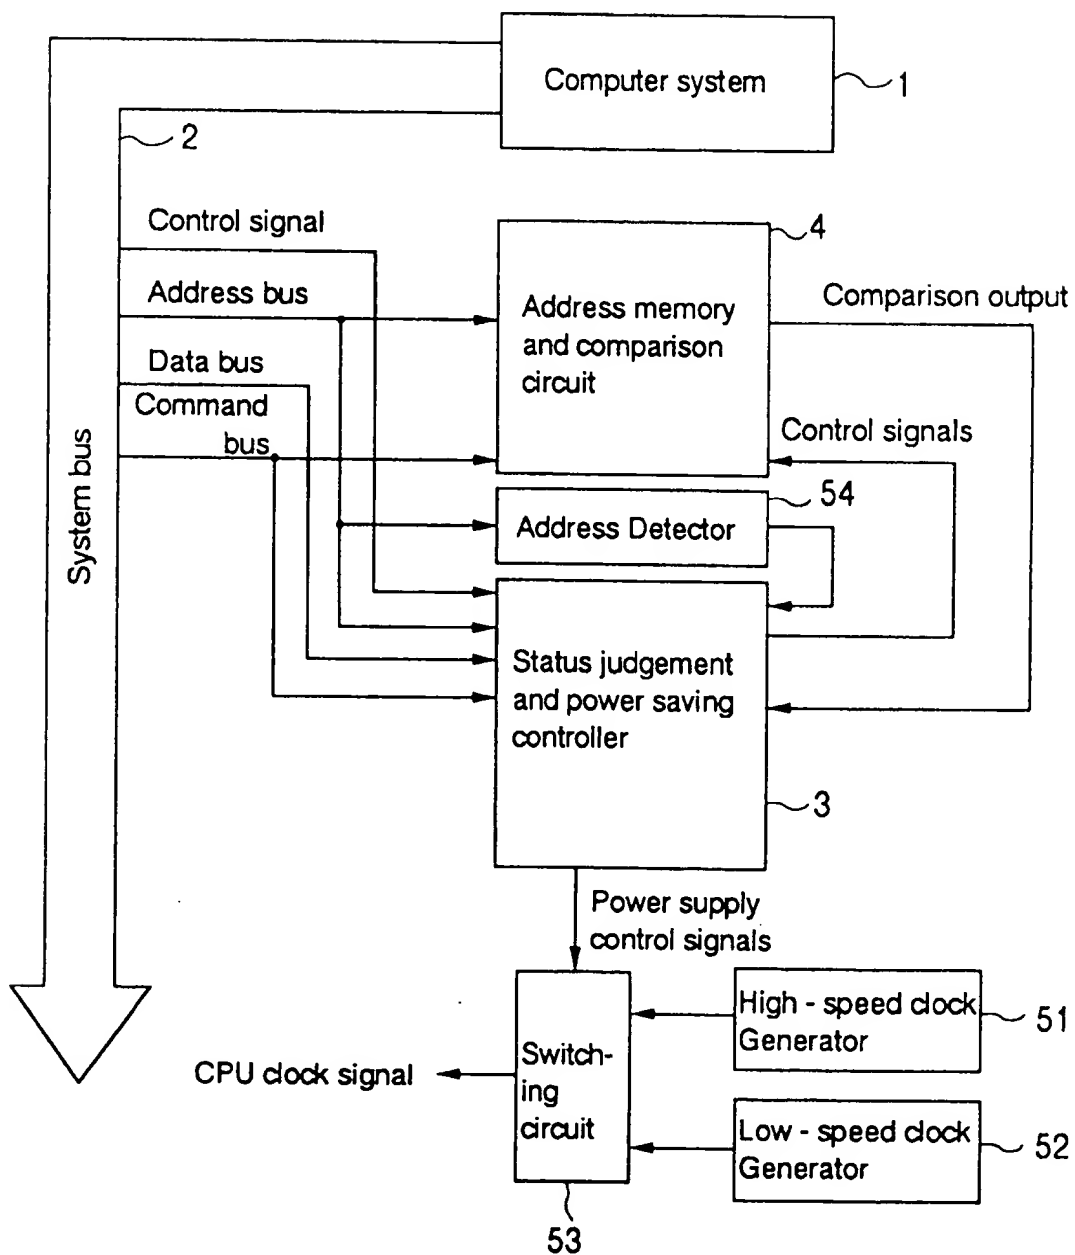 Computer system
1
2
Control signal
4
Address bus
Comparison output
Address memory
and comparison
circuit
Data bus
Command
bus
Control signals
System bus
54
Address Detector
Status judgement
and power saving
controller
3
Power supply
control signals
High - speed clock
Generator
51
Switch-
ing
circuit
CPU clock signal
Low - speed clock
Generator
52
53